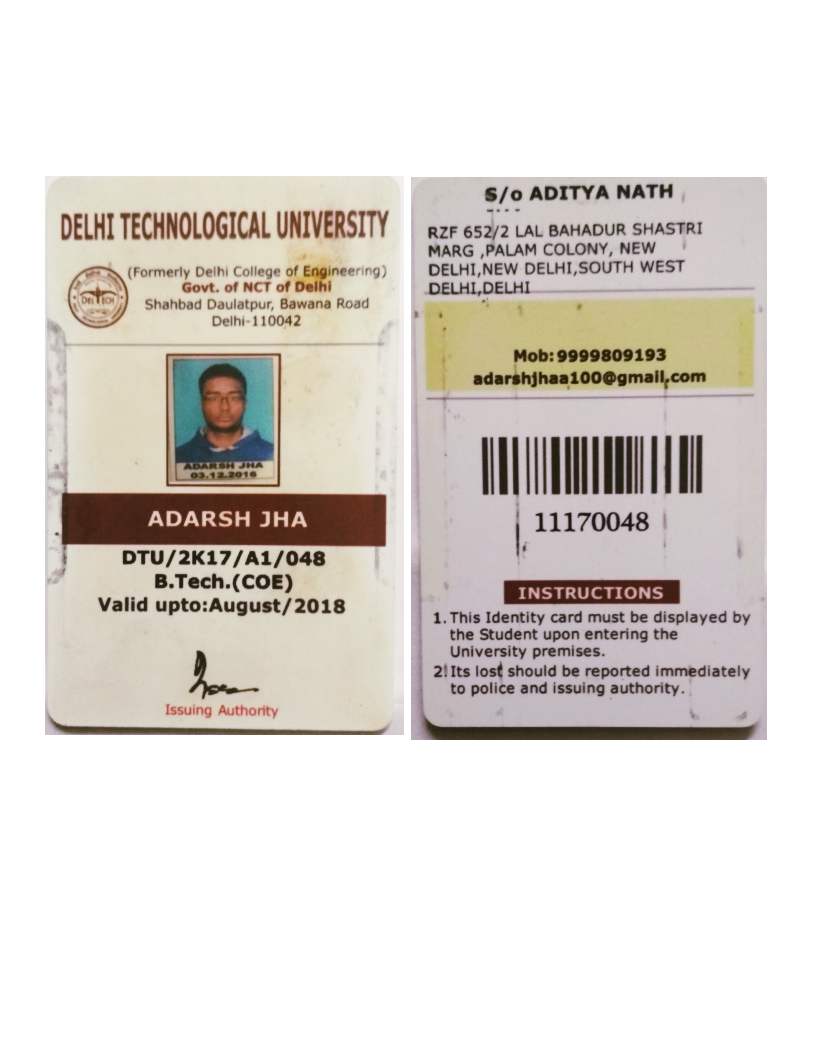 DELHI TECHNOLOGICAL UNIVERSITY
(Formerly Delhi College of Engineering)
Govt. of NCT of Delhi
Shahbad Daulatpur, Bawana Road
Delhi-110042
DELTECH
ADARSH JHA
03.12.2016
ADARSH JHA
DTU/2K17/A1/048
B.Tech.(COE)
Valid upto:August/2018
Issuing Authority
S/o ADITYA NATH
RZF 652/2 LAL BAHADUR SHASTRI
MARG ,PALAM COLONY, NEW
DELHI,NEW DELHI,SOUTH WEST
DELHI,DELHI
Mob:9999809193
adarshjhaa100@gmail.com
11170048
INSTRUCTIONS
1. This Identity card must be displayed by
the Student upon entering the
University premises.
2. Its lost should be reported immediately
to police and issuing authority.